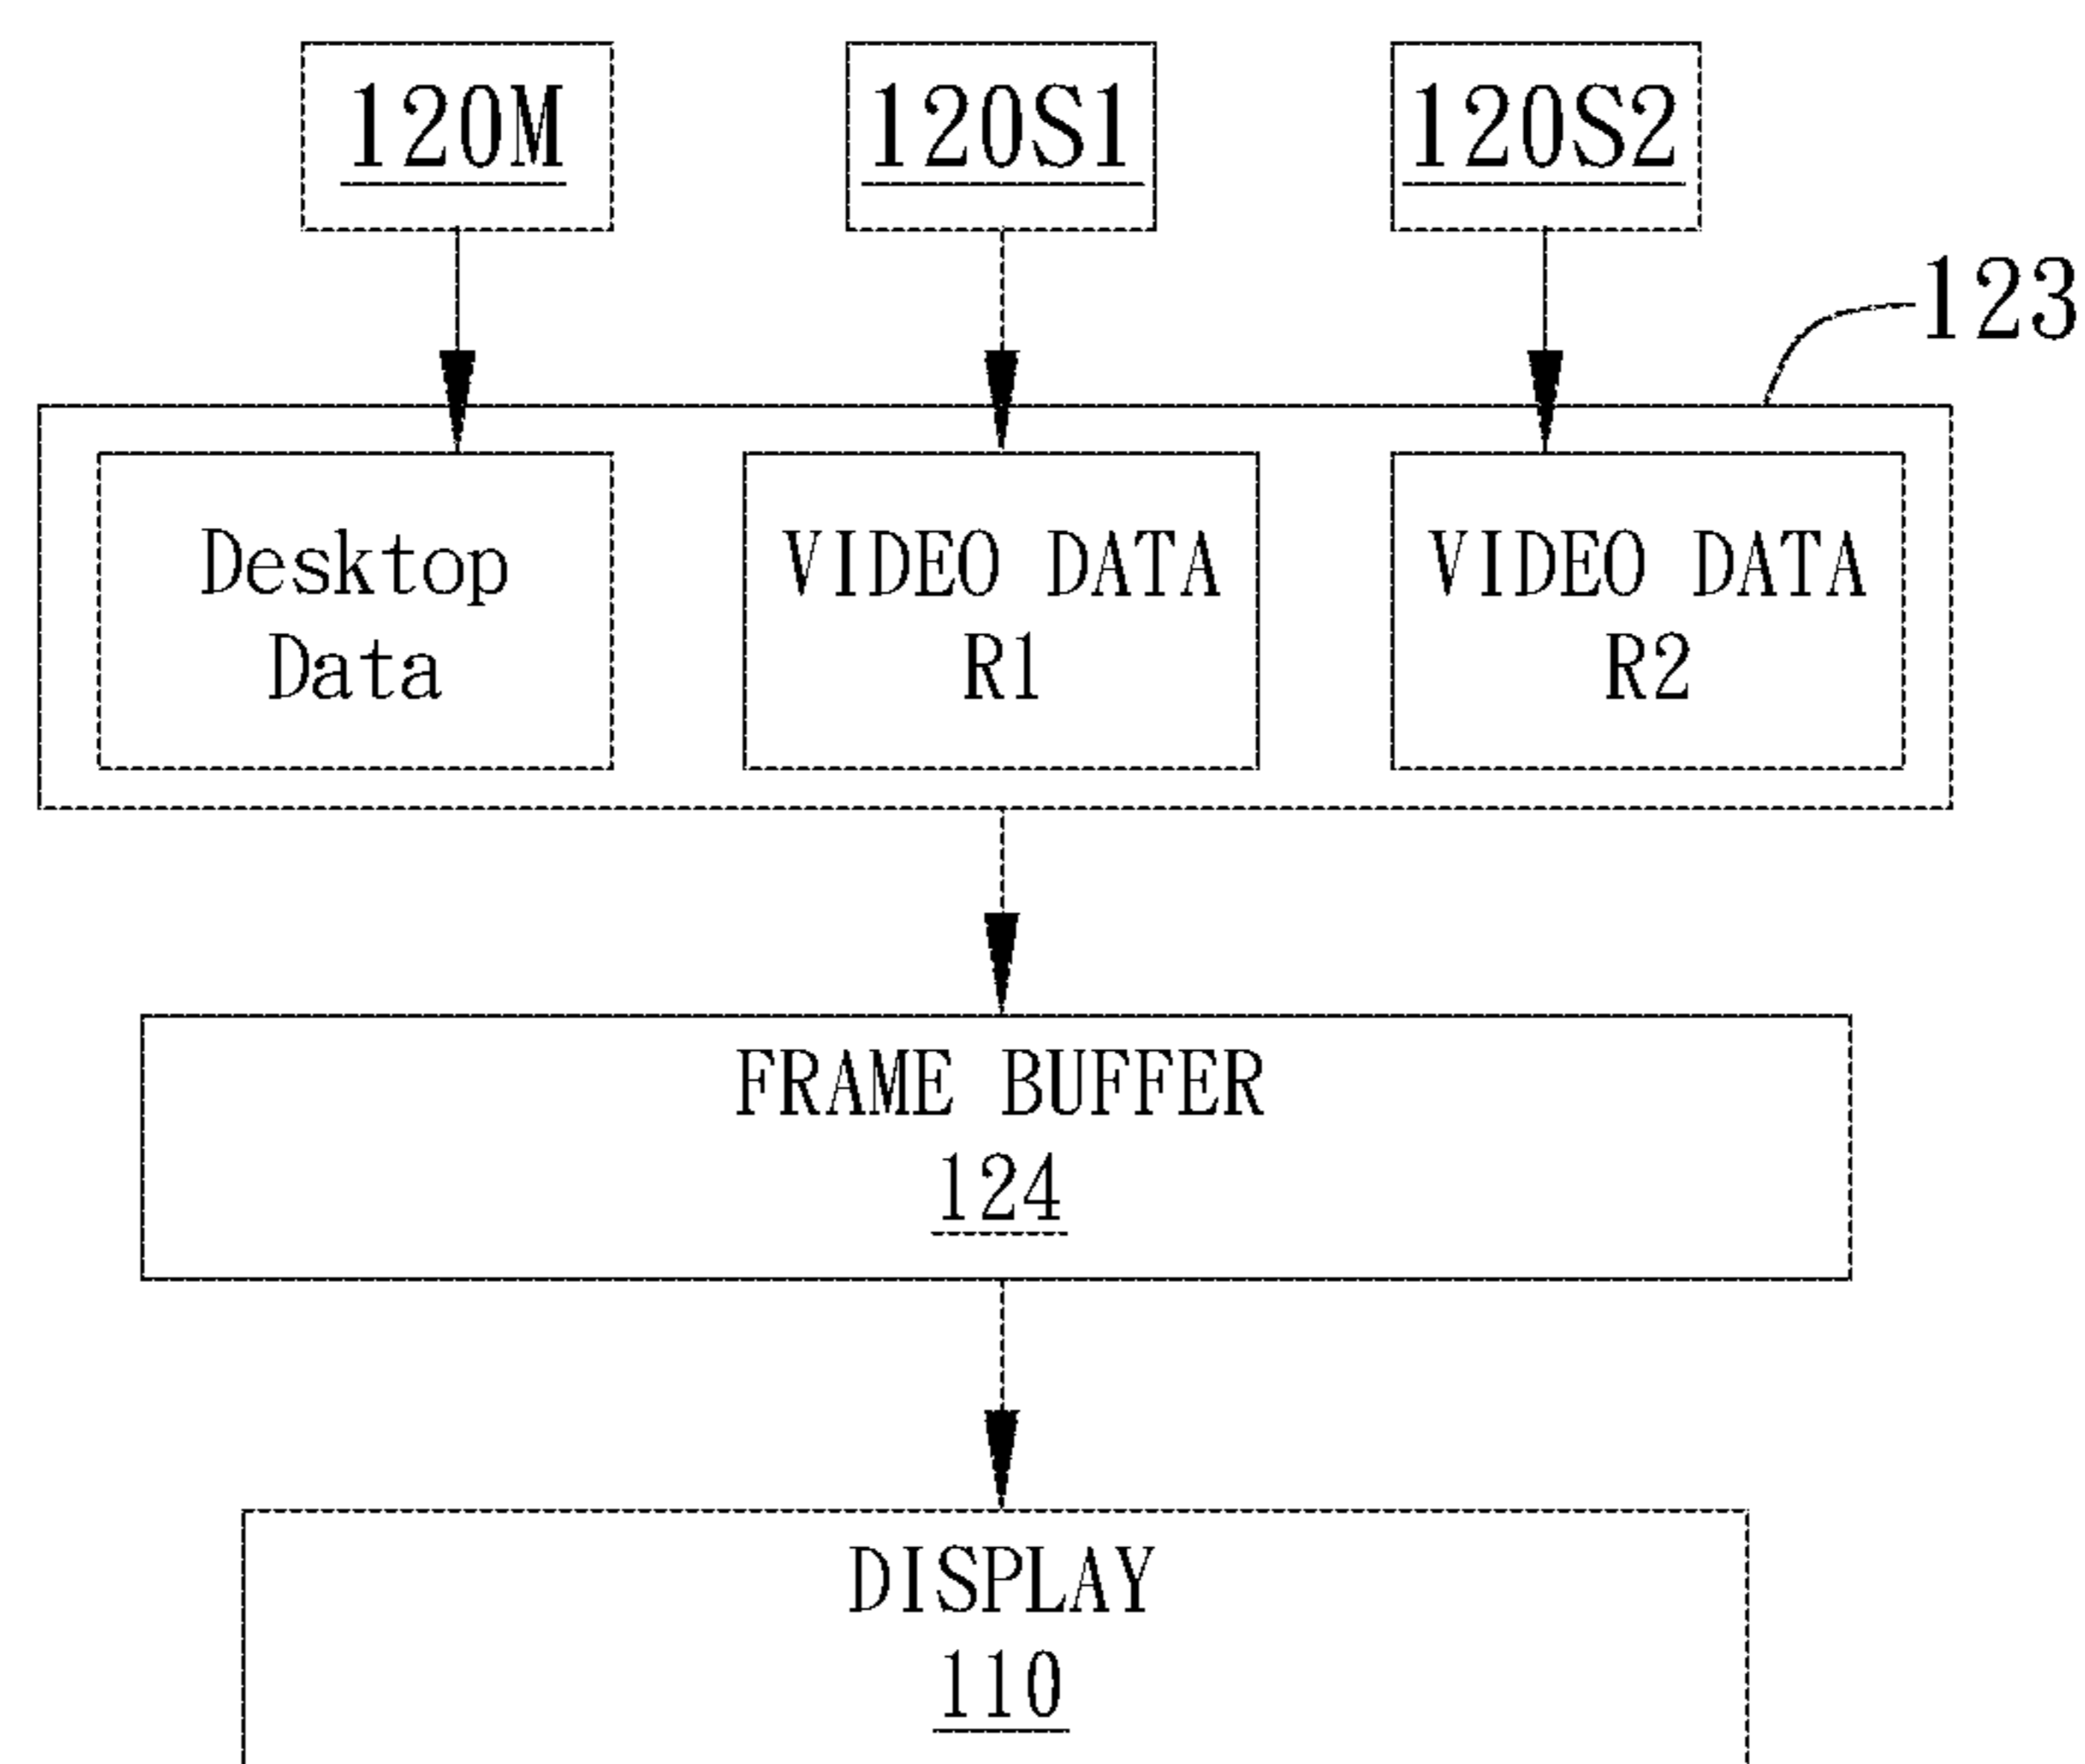 120M
120S1
120S2
123
Desktop
Data
VIDEO DATA
R1
VIDEO DATA
R2
FRAME BUFFER
124
DISPLAY
110